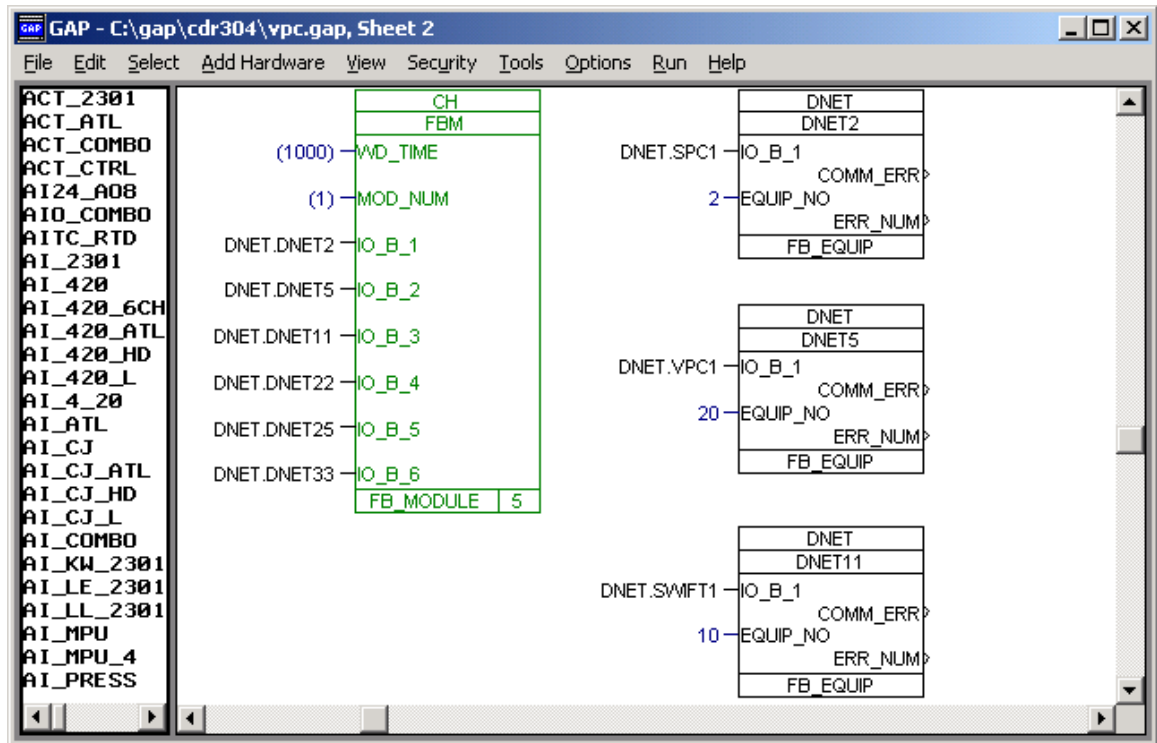 GAP GAP - C:\gap\cdr304\vpc.gap, Sheet 2
File Edit Select Add Hardware View Security Tools Options Run Help
ACT_2301
ACT_ATL
ACT_COMBO
ACT_CTRL
AI24_AO8
AIO_COMBO
AITC_RTD
AI_2301
AI_420
AI_420_6CH
AI_420_ATL
AI_420_HD
AI_420_L
AI_4_20
AI_ATL
AI_CJ
AI_CJ_ATL
AI_CJ_HD
AI_CJ_L
AI_COMBO
AI_KW_2301
AI_LE_2301
AI_LL_2301
AI_MPU
AI_MPU_4
AI_PRESS
CH
FBM
(1000) WD_TIME
(1) MOD_NUM
DNET.DNET2 IO_B_1
DNET.DNET5 IO_B_2
DNET.DNET11 IO_B_3
DNET.DNET22 IO_B_4
DNET.DNET25 IO_B_5
DNET.DNET33 IO_B_6
FB_MODULE 5
DNET
DNET2
DNET.SPC1 IO_B_1
COMM_ERR
2 EQUIP_NO
ERR_NUM
FB_EQUIP
DNET
DNET5
DNET.VPC1 IO_B_1
COMM_ERR
20 EQUIP_NO
ERR_NUM
FB_EQUIP
DNET
DNET11
DNET.SWIFT1 IO_B_1
COMM_ERR
10 EQUIP_NO
ERR_NUM
FB_EQUIP